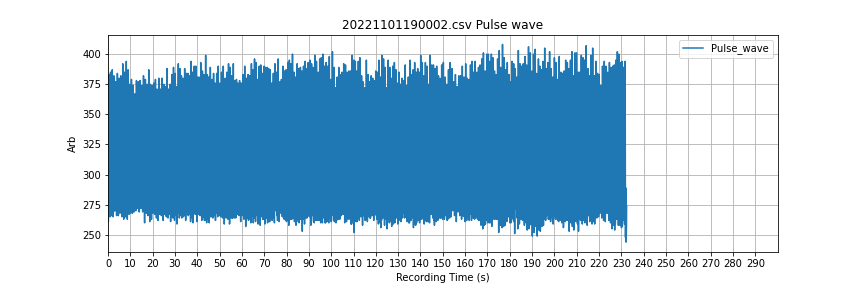 20221101190002.csv Pulse wave
Pulse_wave
400
375
350
325
300
275
250
Arb
0 10 20 30 40 50 60 70 80 90 100 110 120 130 140 150 160 170 180 190 200 210 220 230 240 250 260 270 280 290
Recording Time (s)